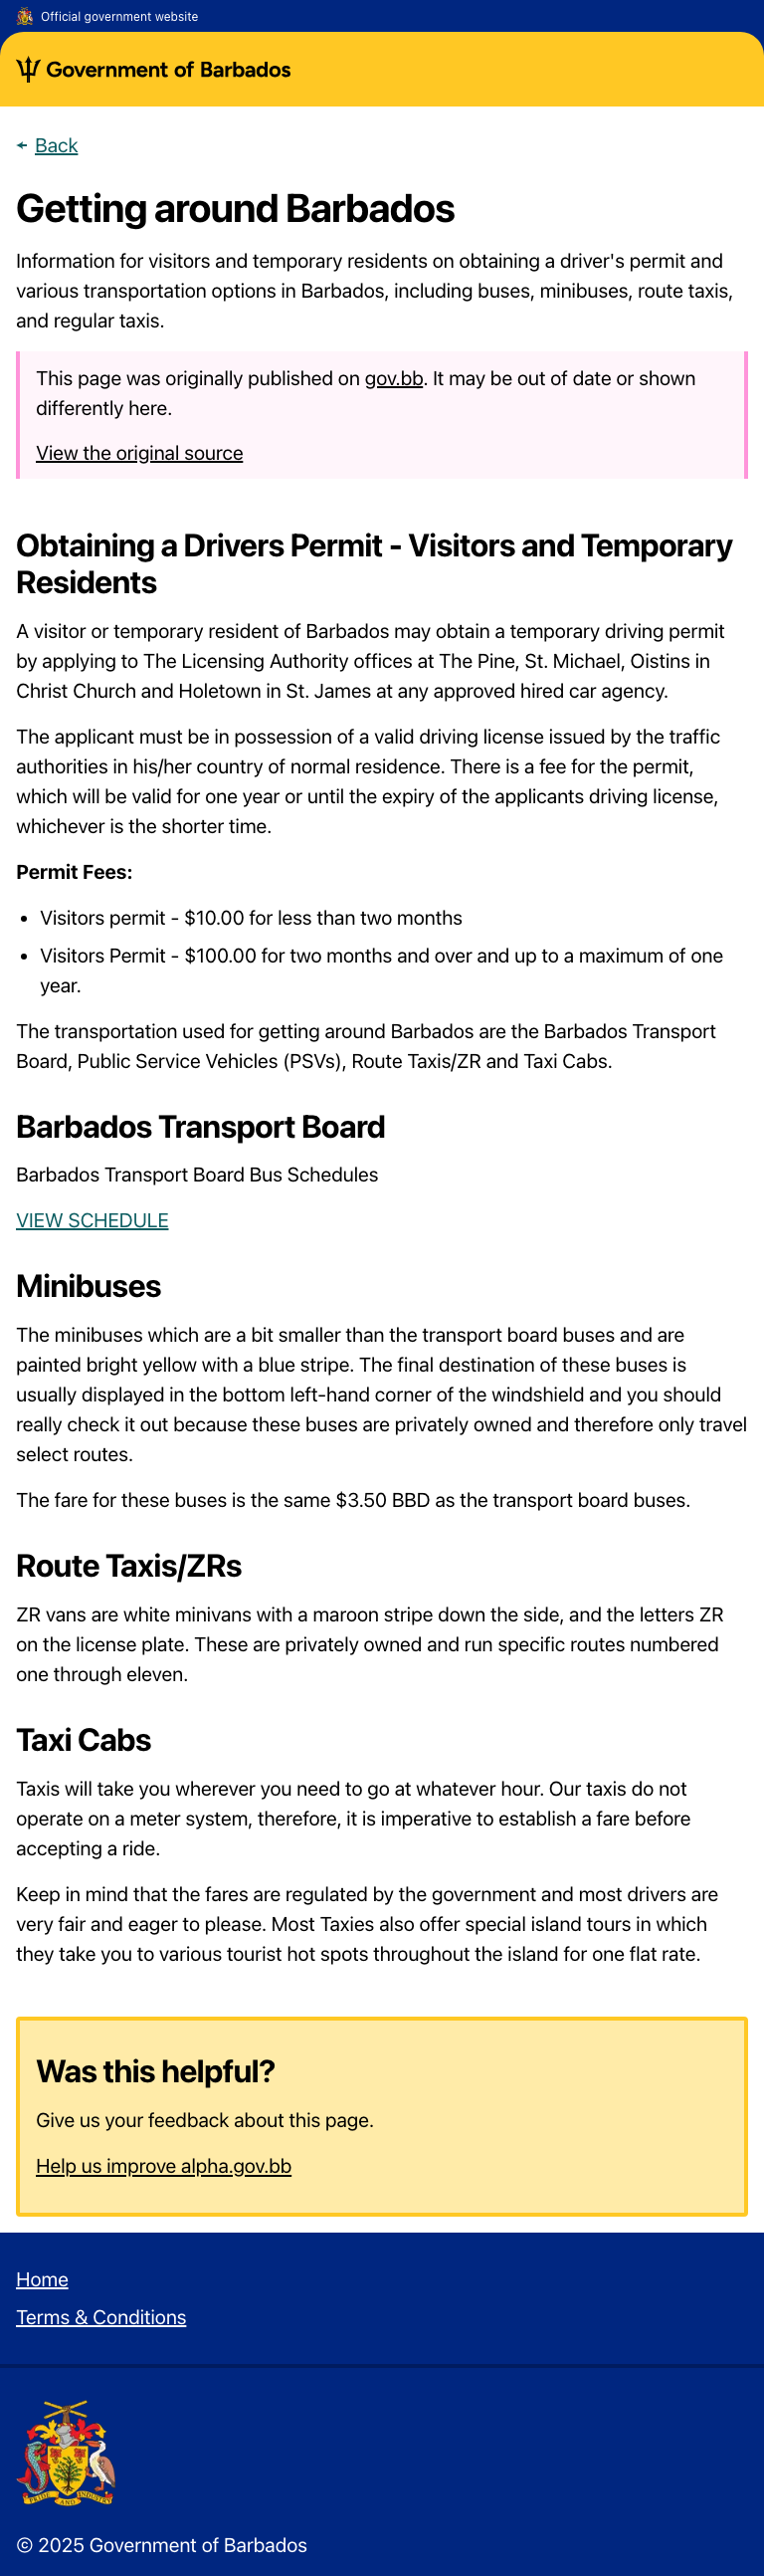 Official government website
Government of Barbados
Back
Getting around Barbados
Information for visitors and temporary residents on obtaining a driver's permit and
various transportation options in Barbados, including buses, minibuses, route taxis,
and regular taxis.
This page was originally published on gov.bb. It may be out of date or shown
differently here.
View the original source
Obtaining a Drivers Permit - Visitors and Temporary
Residents
A visitor or temporary resident of Barbados may obtain a temporary driving permit
by applying to The Licensing Authority offices at The Pine, St. Michael, Oistins in
Christ Church and Holetown in St. James at any approved hired car agency.
The applicant must be in possession of a valid driving license issued by the traffic
authorities in his/her country of normal residence. There is a fee for the permit,
which will be valid for one year or until the expiry of the applicants driving license,
whichever is the shorter time.
Permit Fees:
• Visitors permit - $10.00 for less than two months
• Visitors Permit - $100.00 for two months and over and up to a maximum of one
year.
The transportation used for getting around Barbados are the Barbados Transport
Board, Public Service Vehicles (PSVs), Route Taxis/ZR and Taxi Cabs.
Barbados Transport Board
Barbados Transport Board Bus Schedules
VIEW SCHEDULE
Minibuses
The minibuses which are a bit smaller than the transport board buses and are
painted bright yellow with a blue stripe. The final destination of these buses is
usually displayed in the bottom left-hand corner of the windshield and you should
really check it out because these buses are privately owned and therefore only travel
select routes.
The fare for these buses is the same $3.50 BBD as the transport board buses.
Route Taxis/ZRs
ZR vans are white minivans with a maroon stripe down the side, and the letters ZR
on the license plate. These are privately owned and run specific routes numbered
one through eleven.
Taxi Cabs
Taxis will take you wherever you need to go at whatever hour. Our taxis do not
operate on a meter system, therefore, it is imperative to establish a fare before
accepting a ride.
Keep in mind that the fares are regulated by the government and most drivers are
very fair and eager to please. Most Taxies also offer special island tours in which
they take you to various tourist hot spots throughout the island for one flat rate.
Was this helpful?
Give us your feedback about this page.
Help us improve alpha.gov.bb
Home
Terms & Conditions
PRIDE AND INDUSTRY
© 2025 Government of Barbados